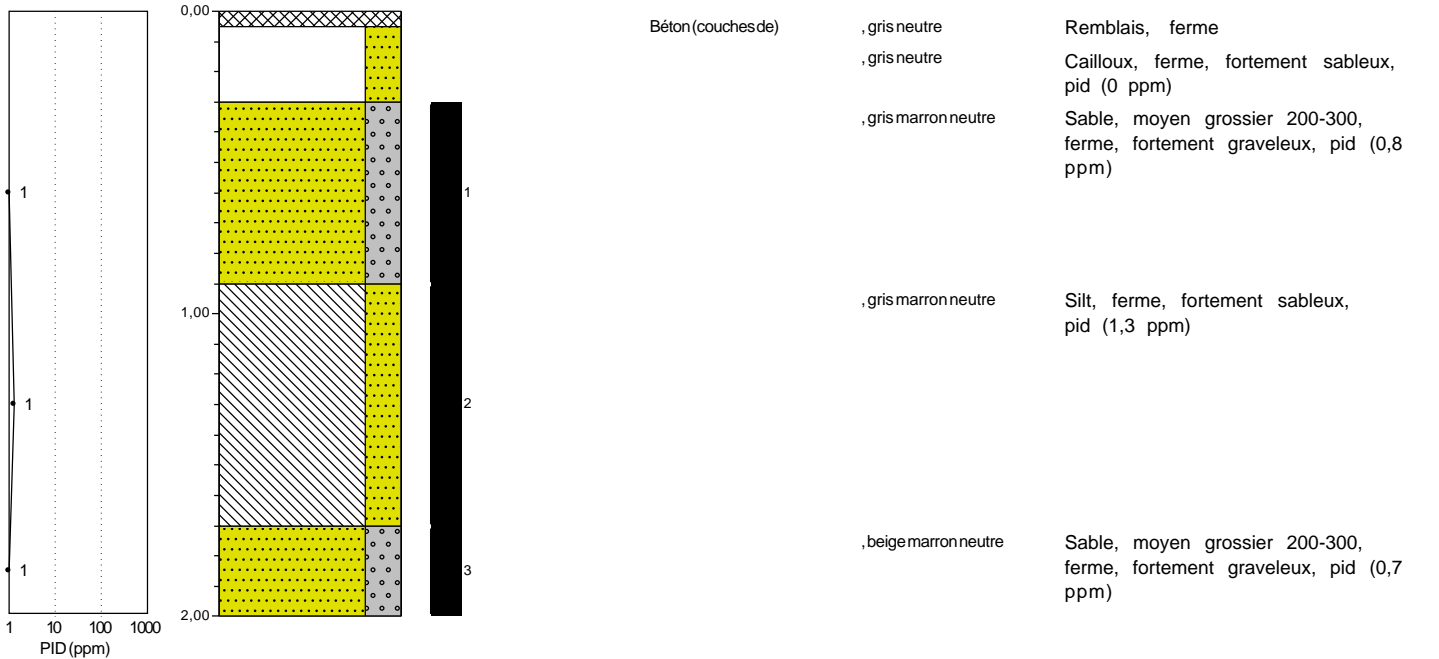 0,00
Béton (couches de) , gris neutre Remblais, ferme
, gris neutre Cailloux, ferme, fortement sableux,
pid (0 ppm)
, gris marron neutre Sable, moyen grossier 200-300,
ferme, fortement graveleux, pid (0,8
ppm)
1 1
1,00
, gris marron neutre Silt, ferme, fortement sableux,
pid (1,3 ppm)
1 2
, beige marron neutre Sable, moyen grossier 200-300,
ferme, fortement graveleux, pid (0,7
ppm)
1 3
2,00
1 10 100 1000
PID (ppm)